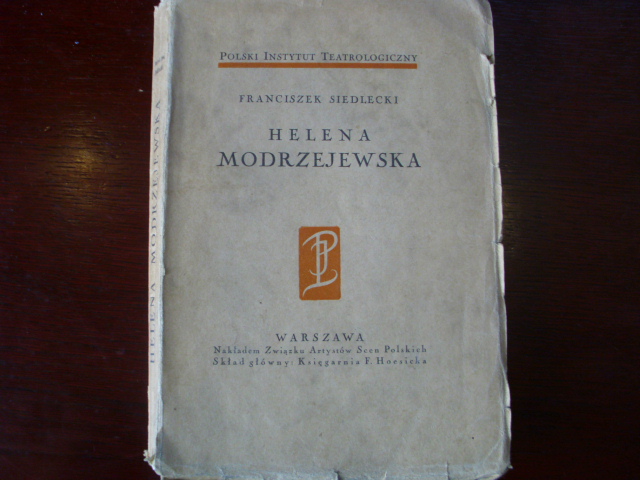 POLSKI INSTYTUT TEATROLOGICZNY
FRANCISZEK SIEDLECKI
HELENA
MODRZEJEWSKA
WARSZAWA
Nakładem Związku Artystów Scen Polskich
Skład główny: Księgarnia F. Hoesicka
HELENA MODRZEJEWSKA